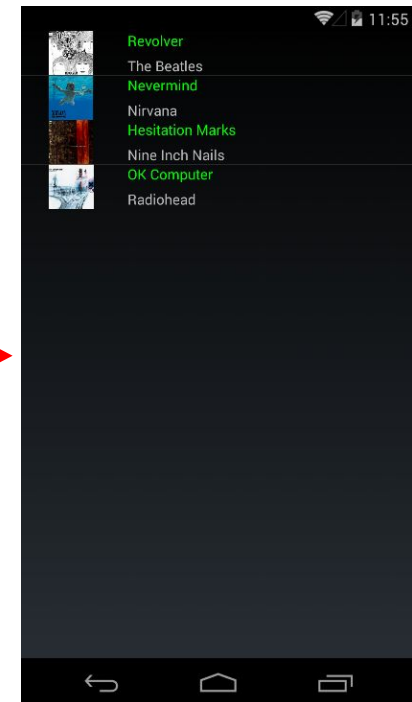 11:55
Revolver
The Beatles
Nevermind
Nirvana
Hesitation Marks
Nine Inch Nails
OK Computer
Radiohead